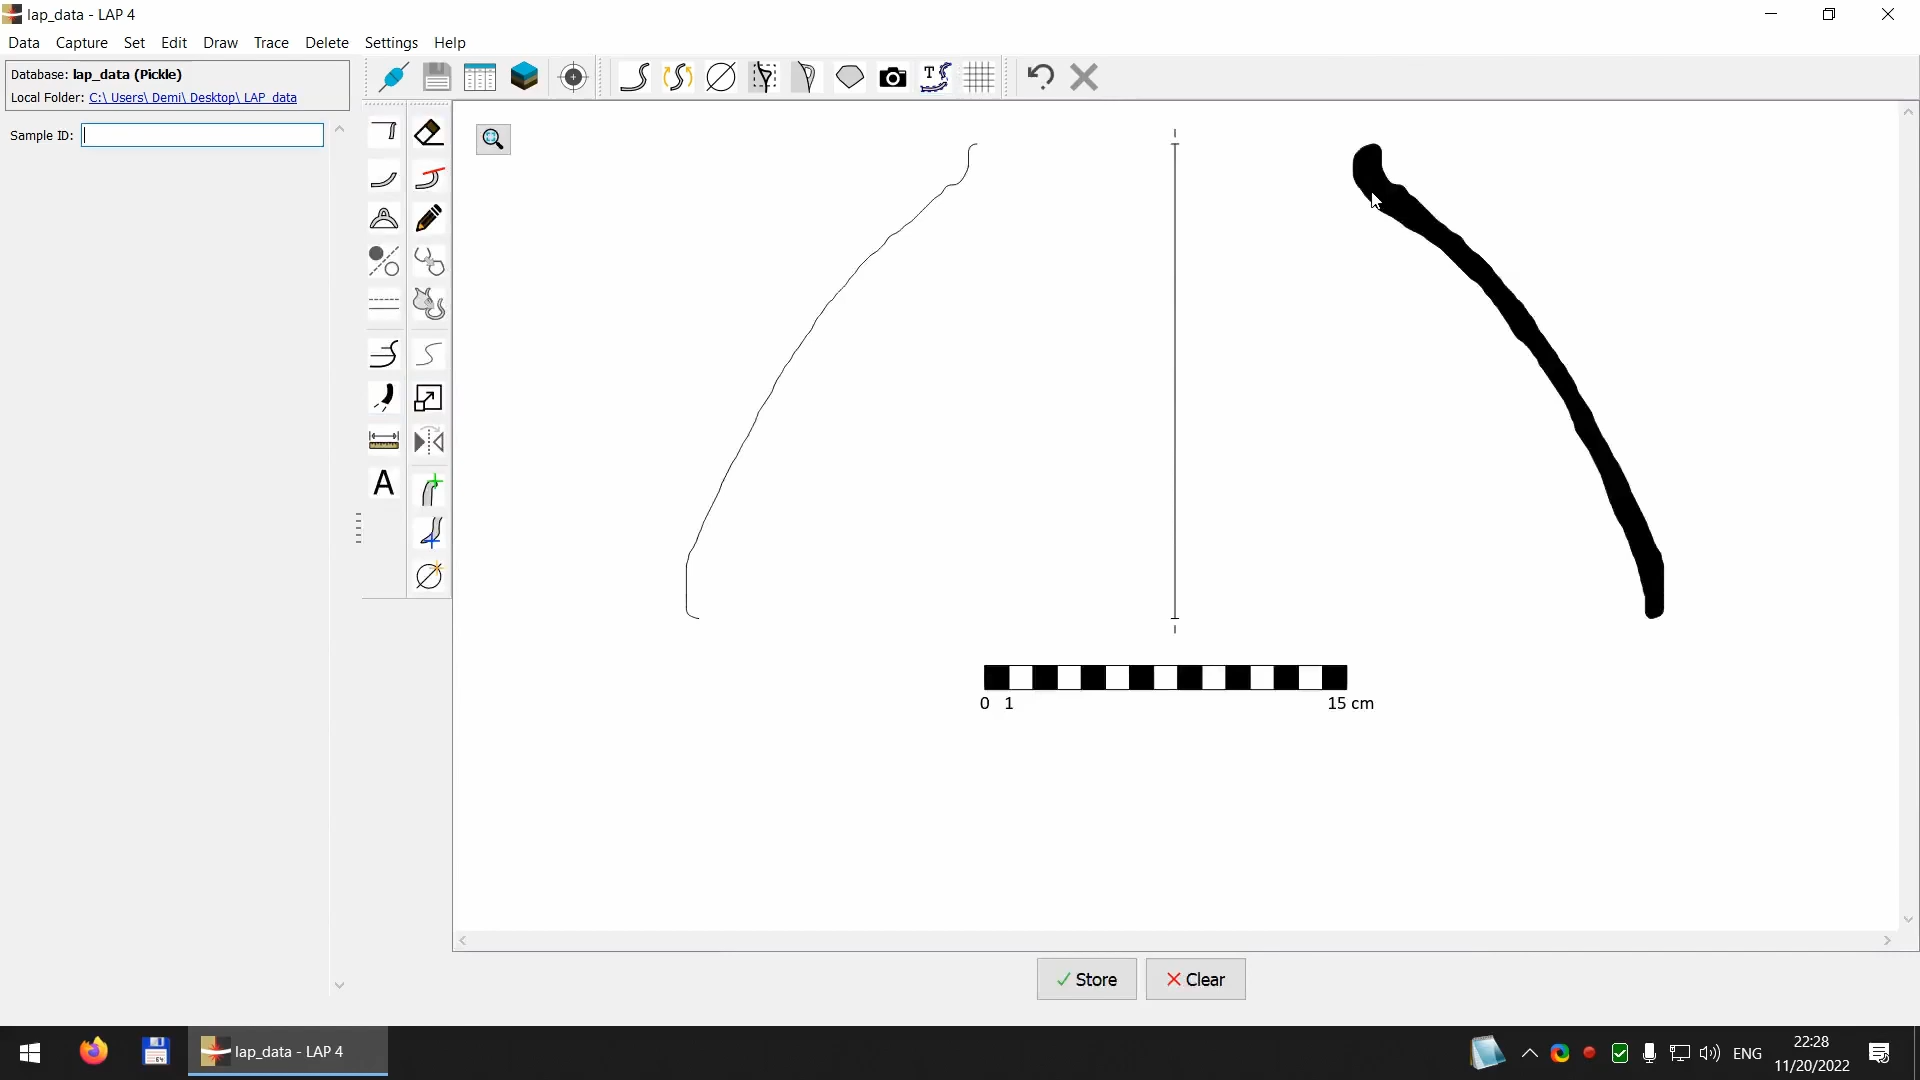 lap_data - LAP 4
Data Capture Set Edit Draw Trace Delete Settings Help
Database: lap_data (Pickle)
Local Folder: C:\ Users\ Demi\ Desktop\ LAP_data
Sample ID:
T
A
0 1 15 cm
Store Clear
64
lap_data - LAP 4
ENG
22:28
11/20/2022